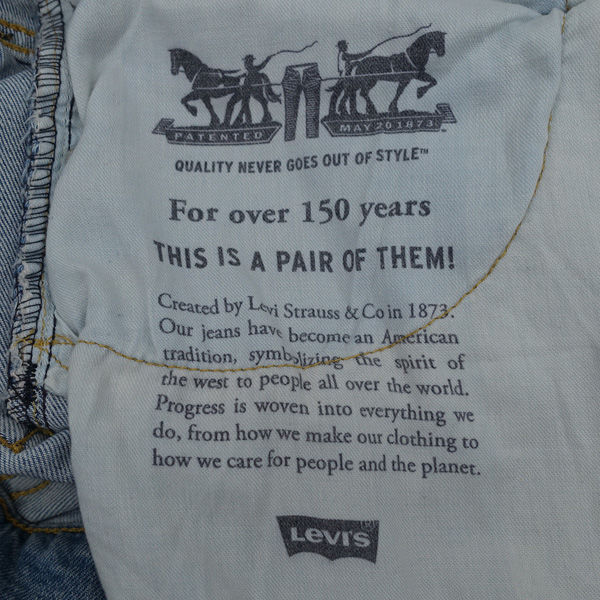 PATENTED MAY 20 1873
QUALITY NEVER GOES OUT OF STYLE™
For over 150 years
THIS IS A PAIR OF THEM!
Created by Levi Strauss & Co in 1873.
Our jeans have become an American
tradition, symbolizing the spirit of
the west to people all over the world.
Progress is woven into everything we
do, from how we make our clothing to
how we care for people and the planet.
Levi's